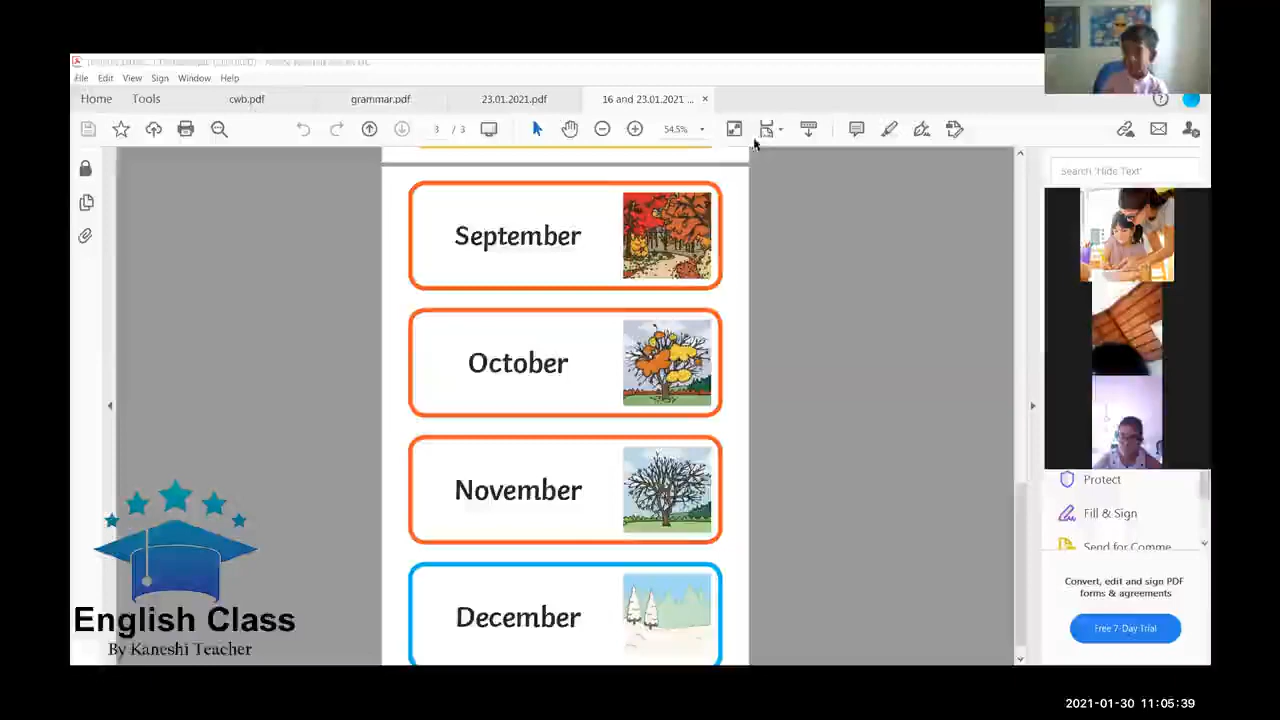 File Edit View Sign Window Help
Home Tools cwb.pdf grammar.pdf 23.01.2021.pdf 16 and 23.01.2021 ... ×
3 / 3 54.5%
Search 'Hide Text'
September
October
November
December
Protect
Fill & Sign
Send for Comme
Convert, edit and sign PDF
forms & agreements
Free 7-Day Trial
English Class
By Kaneshi Teacher
2021-01-30 11:05:39